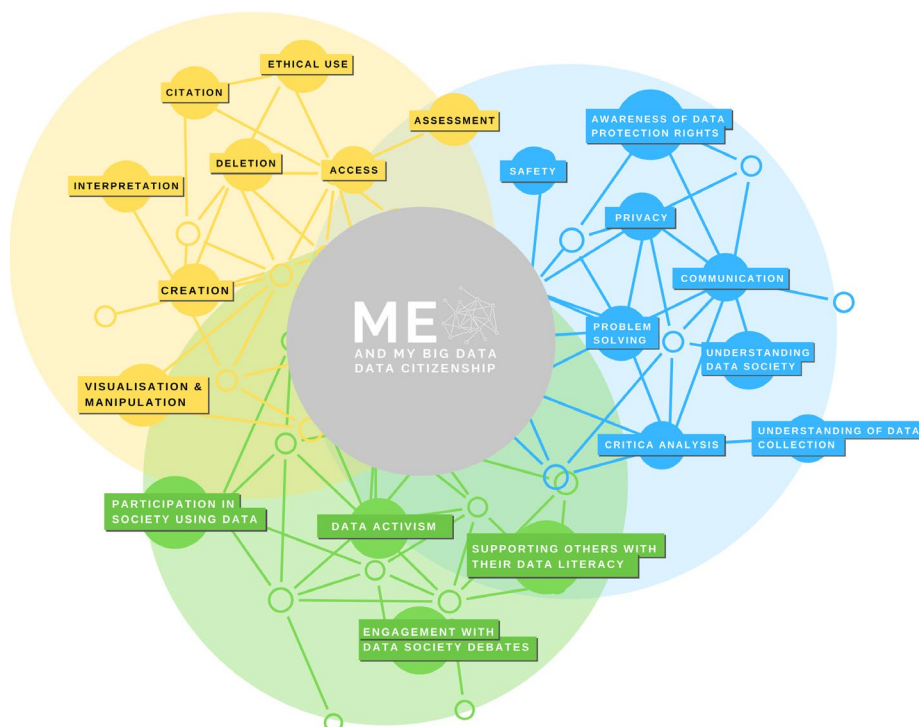 ETHICAL USE
CITATION
ASSESSMENT
DELETION
ACCESS
INTERPRETATION
CREATION
VISUALISATION &
MANIPULATION
AWARENESS OF DATA
PROTECTION RIGHTS
SAFETY
PRIVACY
COMMUNICATION
PROBLEM
SOLVING
UNDERSTANDING
DATA SOCIETY
CRITICA ANALYSIS
UNDERSTANDING OF DATA
COLLECTION
ME
AND MY BIG DATA
DATA CITIZENSHIP
PARTICIPATION IN
SOCIETY USING DATA
DATA ACTIVISM
SUPPORTING OTHERS WITH
THEIR DATA LITERACY
ENGAGEMENT WITH
DATA SOCIETY DEBATES